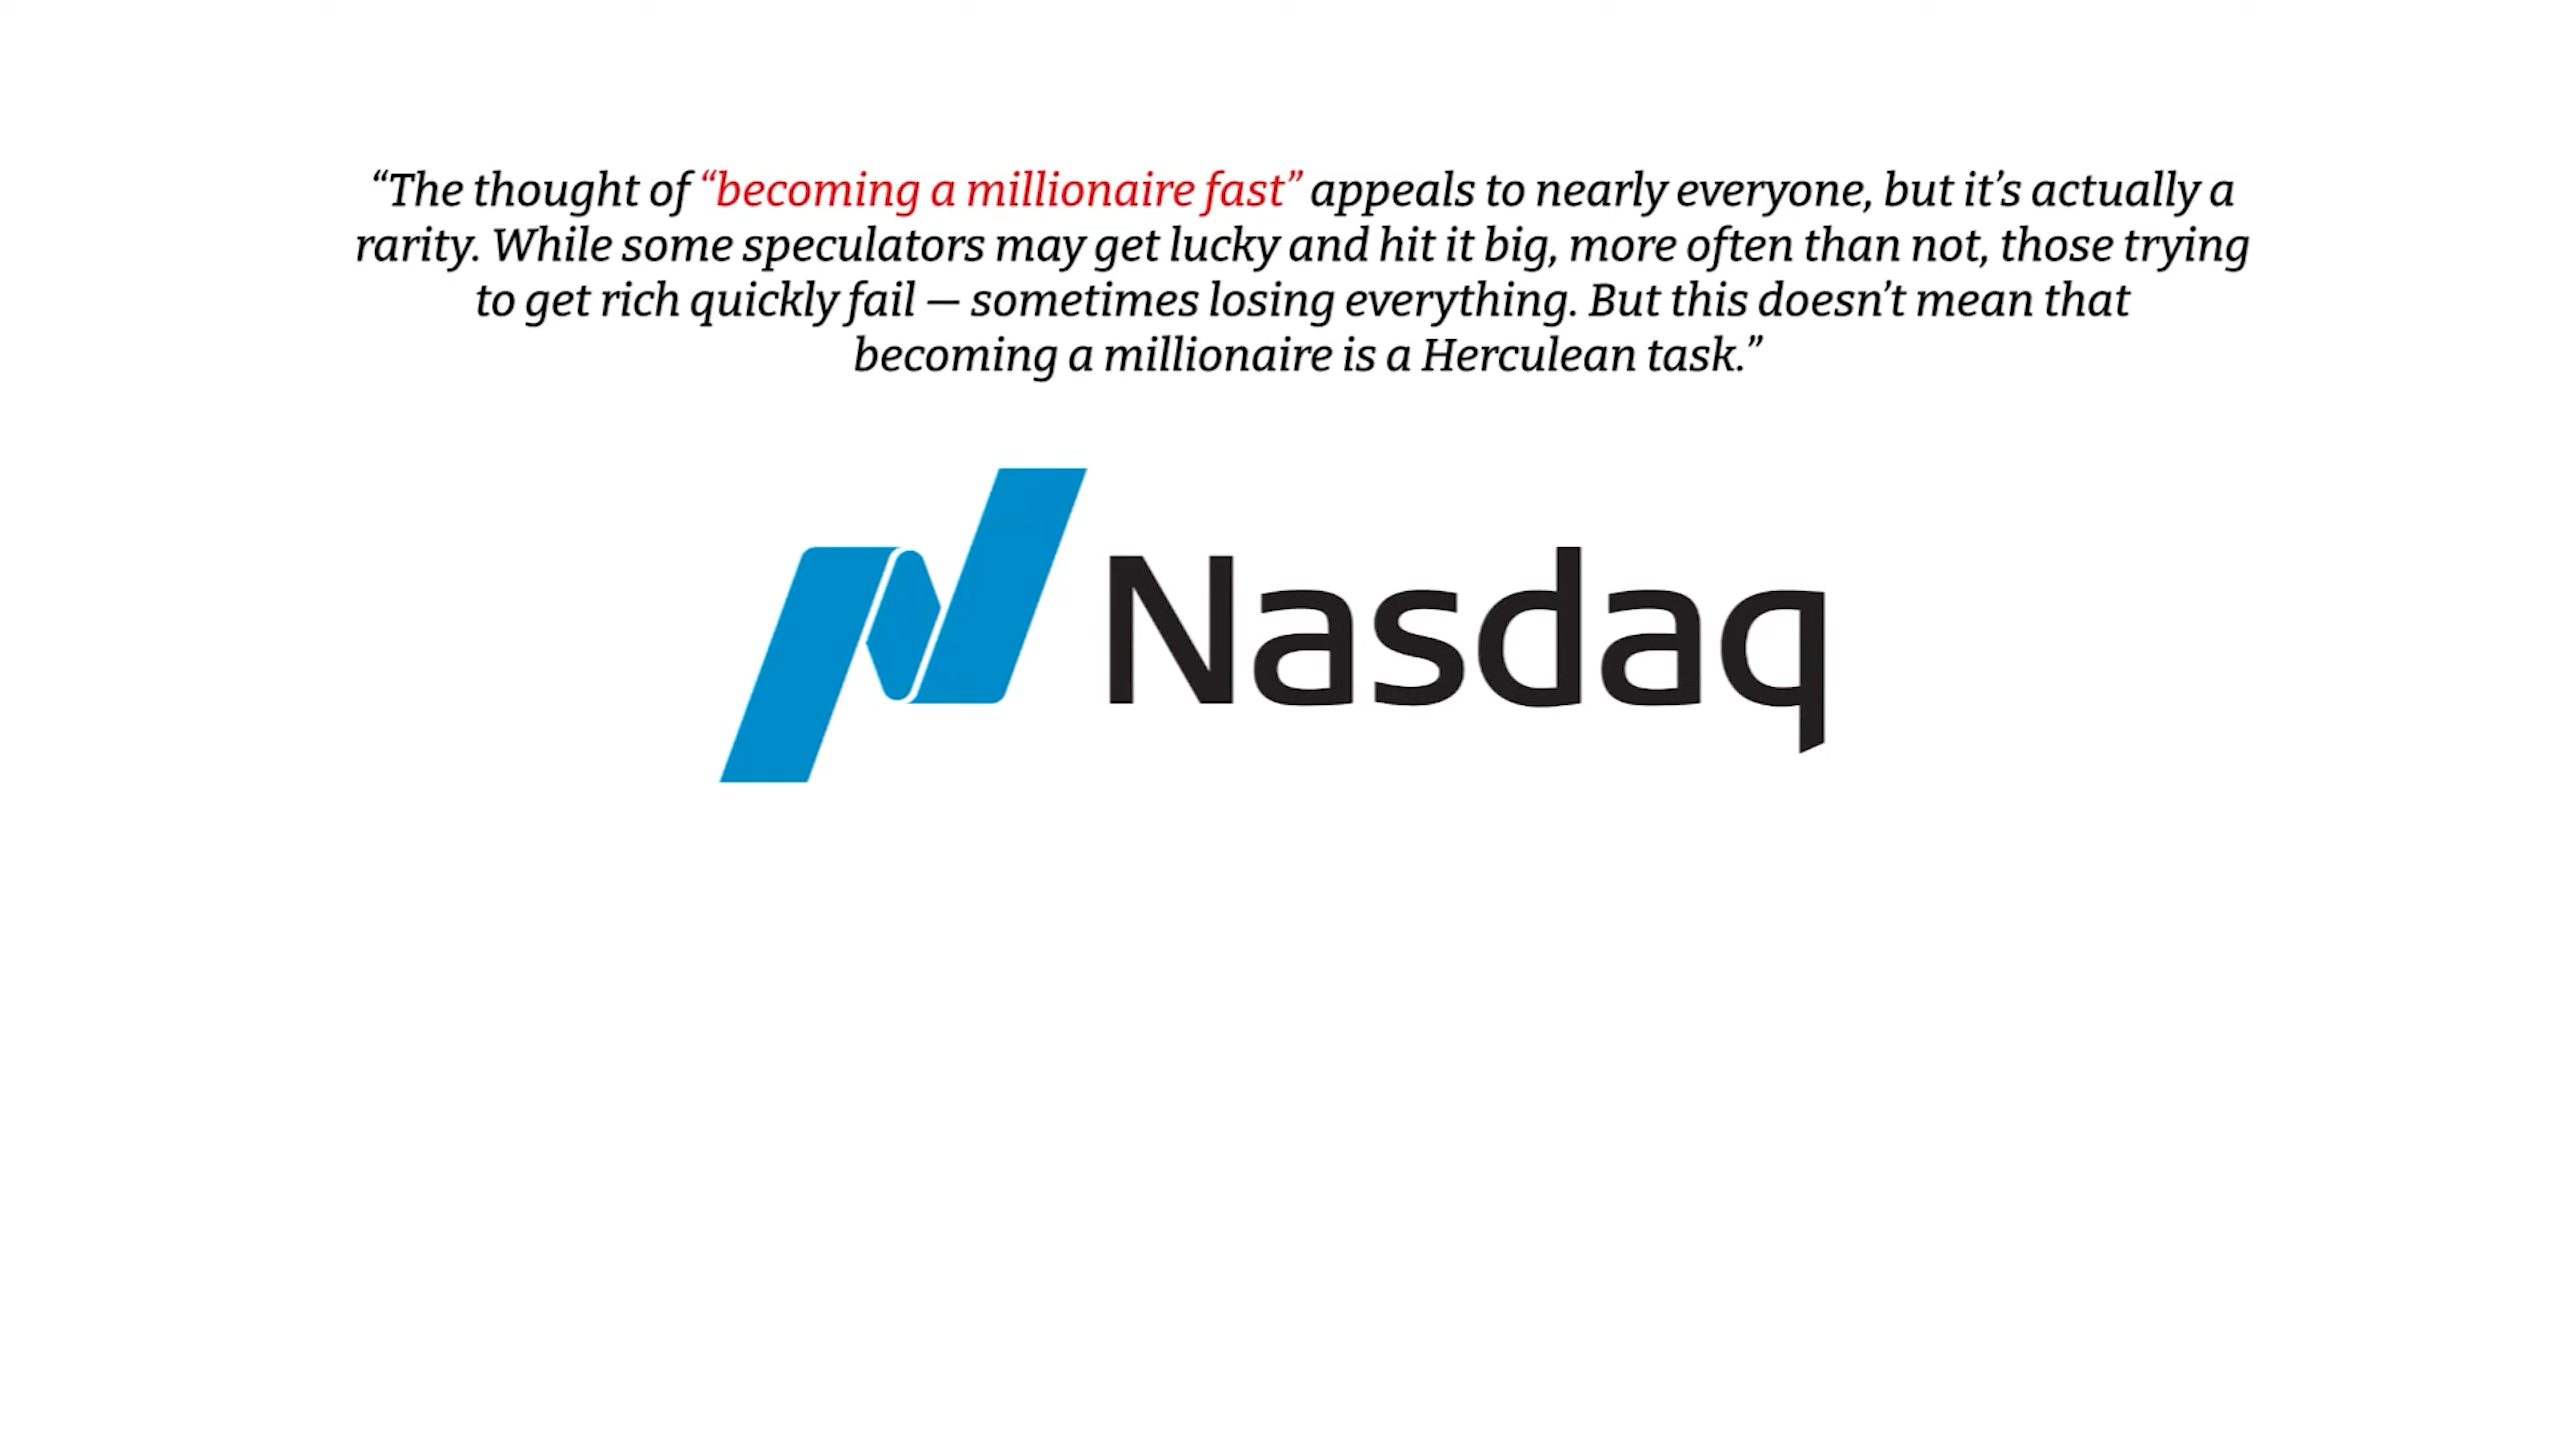 “The thought of “becoming a millionaire fast” appeals to nearly everyone, but it’s actually a
rarity. While some speculators may get lucky and hit it big, more often than not, those trying
to get rich quickly fail — sometimes losing everything. But this doesn’t mean that
becoming a millionaire is a Herculean task.”
Nasdaq